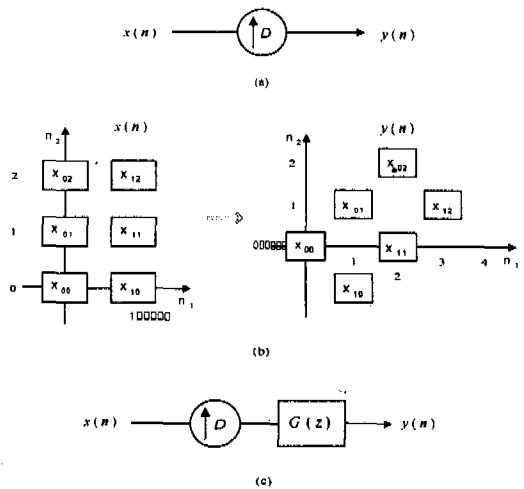 x(n) ↑D y(n)
(a)
n₂ x(n)
2 x₀₂ x₁₂
1 x₀₁ x₁₁
0 x₀₀ x₁₀ n₁
1
n₂ y(n)
2 x₀₂
1 x₀₁ x₁₂
x₀₀ 1 x₁₁ 3 4 n₁
2
x₁₀
(b)
x(n) ↑D G(z) y(n)
(c)